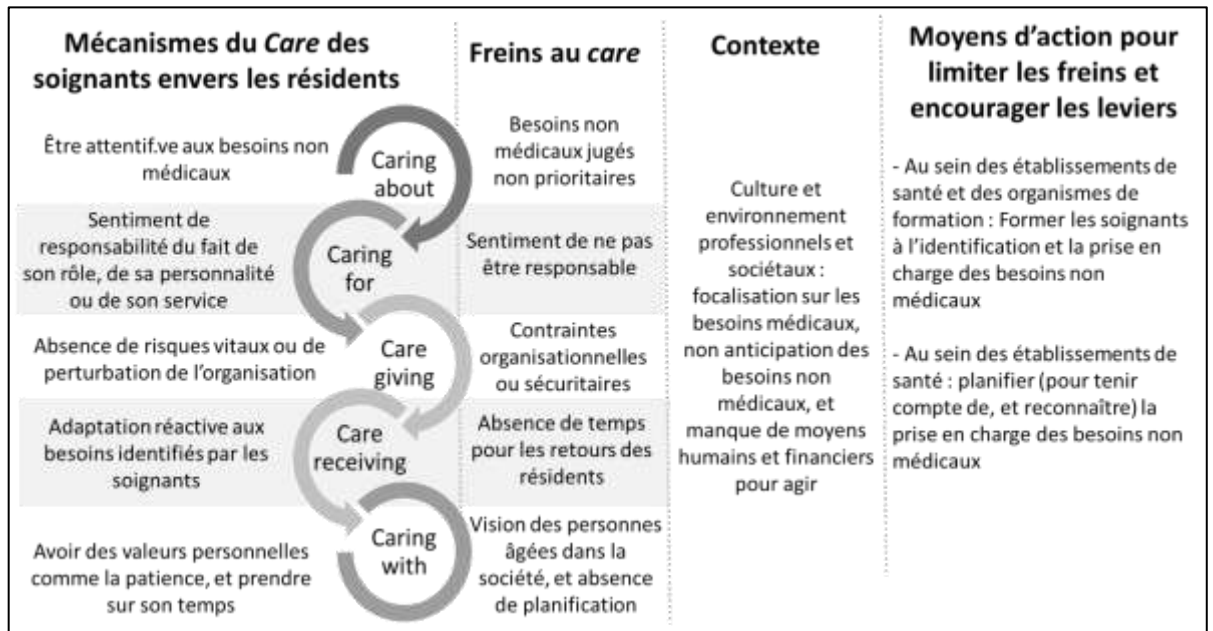 Mécanismes du Care des
soignants envers les résidents
Être attentif.ve aux besoins non
médicaux
Sentiment de
responsabilité du fait de
son rôle, de sa personnalité
ou de son service
Absence de risques vitaux ou de
perturbation de l'organisation
Adaptation réactive aux
besoins identifiés par les
soignants
Avoir des valeurs personnelles
comme la patience, et prendre
sur son temps
Caring
about
Caring
for
Care
giving
Care
receiving
Caring
with
Freins au care
Besoins non
médicaux jugés
non prioritaires
Sentiment de ne pas
être responsable
Contraintes
organisationnelles
ou sécuritaires
Absence de temps
pour les retours des
résidents
Vision des personnes
âgées dans la
société, et absence
de planification
Contexte
Culture et
environnement
professionnels et
sociétaux :
focalisation sur les
besoins médicaux,
non anticipation des
besoins non
médicaux, et
manque de moyens
humains et financiers
pour agir
Moyens d'action pour
limiter les freins et
encourager les leviers
- Au sein des établissements de
santé et des organismes de
formation : Former les soignants
à l'identification et la prise en
charge des besoins non
médicaux
- Au sein des établissements de
santé : planifier (pour tenir
compte de, et reconnaître) la
prise en charge des besoins non
médicaux